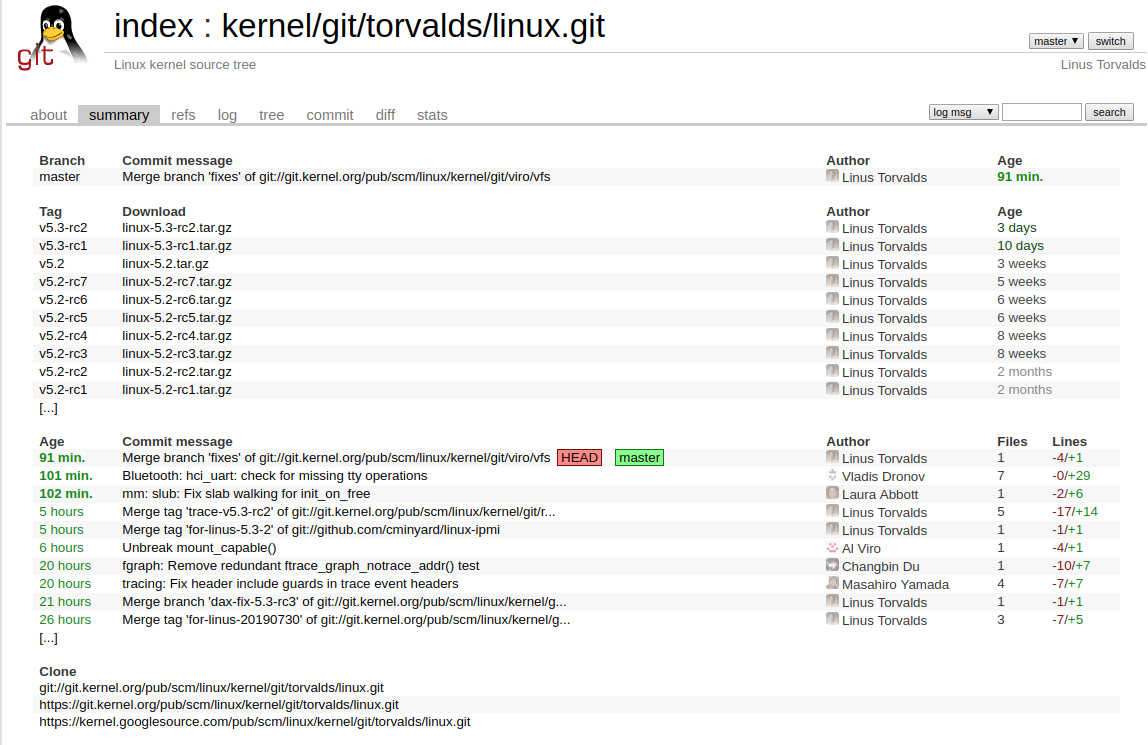 git
index : kernel/git/torvalds/linux.git
master ▼ switch
Linux kernel source tree Linus Torvalds
about summary refs log tree commit diff stats log msg ▼ search
Branch Commit message Author Age
master Merge branch 'fixes' of git://git.kernel.org/pub/scm/linux/kernel/git/viro/vfs Linus Torvalds 91 min.
Tag Download Author Age
v5.3-rc2 linux-5.3-rc2.tar.gz Linus Torvalds 3 days
v5.3-rc1 linux-5.3-rc1.tar.gz Linus Torvalds 10 days
v5.2 linux-5.2.tar.gz Linus Torvalds 3 weeks
v5.2-rc7 linux-5.2-rc7.tar.gz Linus Torvalds 5 weeks
v5.2-rc6 linux-5.2-rc6.tar.gz Linus Torvalds 6 weeks
v5.2-rc5 linux-5.2-rc5.tar.gz Linus Torvalds 6 weeks
v5.2-rc4 linux-5.2-rc4.tar.gz Linus Torvalds 8 weeks
v5.2-rc3 linux-5.2-rc3.tar.gz Linus Torvalds 8 weeks
v5.2-rc2 linux-5.2-rc2.tar.gz Linus Torvalds 2 months
v5.2-rc1 linux-5.2-rc1.tar.gz Linus Torvalds 2 months
[...]
Age Commit message Author Files Lines
91 min. Merge branch 'fixes' of git://git.kernel.org/pub/scm/linux/kernel/git/viro/vfs HEAD master Linus Torvalds 1 -4/+1
101 min. Bluetooth: hci_uart: check for missing tty operations Vladis Dronov 7 -0/+29
102 min. mm: slub: Fix slab walking for init_on_free Laura Abbott 1 -2/+6
5 hours Merge tag 'trace-v5.3-rc2' of git://git.kernel.org/pub/scm/linux/kernel/git/r... Linus Torvalds 5 -17/+14
5 hours Merge tag 'for-linus-5.3-2' of git://github.com/cminyard/linux-ipmi Linus Torvalds 1 -1/+1
6 hours Unbreak mount_capable() Al Viro 1 -4/+1
20 hours fgraph: Remove redundant ftrace_graph_notrace_addr() test Changbin Du 1 -10/+7
20 hours tracing: Fix header include guards in trace event headers Masahiro Yamada 4 -7/+7
21 hours Merge branch 'dax-fix-5.3-rc3' of git://git.kernel.org/pub/scm/linux/kernel/g... Linus Torvalds 1 -1/+1
26 hours Merge tag 'for-linus-20190730' of git://git.kernel.org/pub/scm/linux/kernel/g... Linus Torvalds 3 -7/+5
[...]
Clone
git://git.kernel.org/pub/scm/linux/kernel/git/torvalds/linux.git
https://git.kernel.org/pub/scm/linux/kernel/git/torvalds/linux.git
https://kernel.googlesource.com/pub/scm/linux/kernel/git/torvalds/linux.git